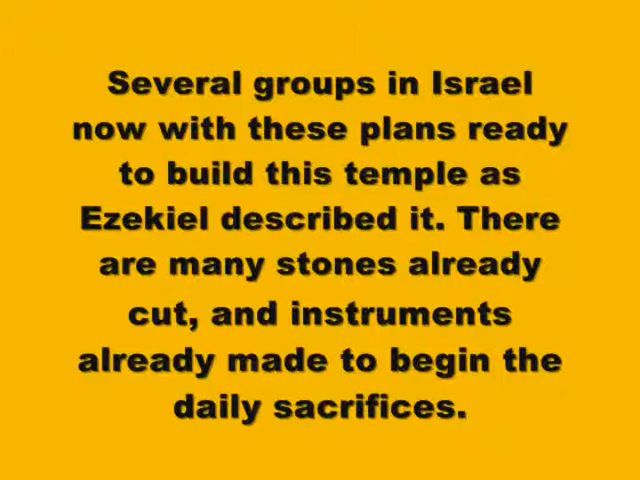 Several groups in Israel
now with these plans ready
to build this temple as
Ezekiel described it. There
are many stones already
cut, and instruments
already made to begin the
daily sacrifices.